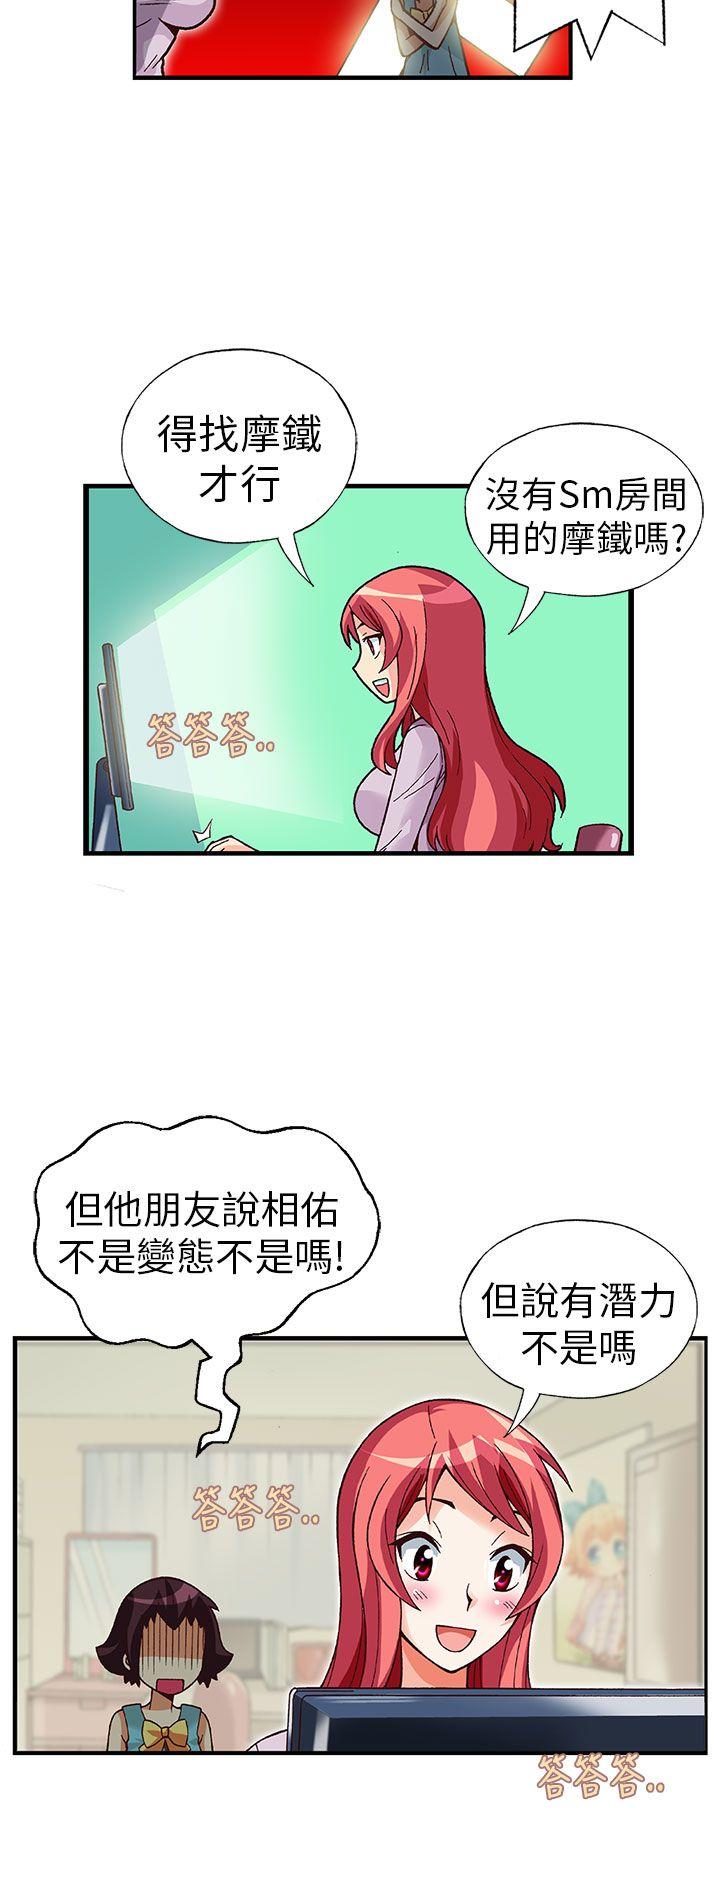 得找摩鐵
才行
沒有Sm房間
用的摩鐵嗎?
答答答..
但他朋友說相佑
不是變態不是嗎!
但說有潛力
不是嗎
答答答..
答答答..